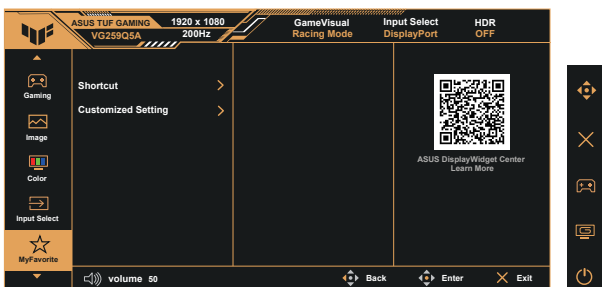 ASUS TUF GAMING
VG259Q5A
1920 x 1080
200Hz
GameVisual
Racing Mode
Input Select
DisplayPort
HDR
OFF
Gaming
Image
Color
Input Select
MyFavorite
Shortcut
Customized Setting
ASUS DisplayWidget Center
Learn More
volume 50
Back
Enter
Exit